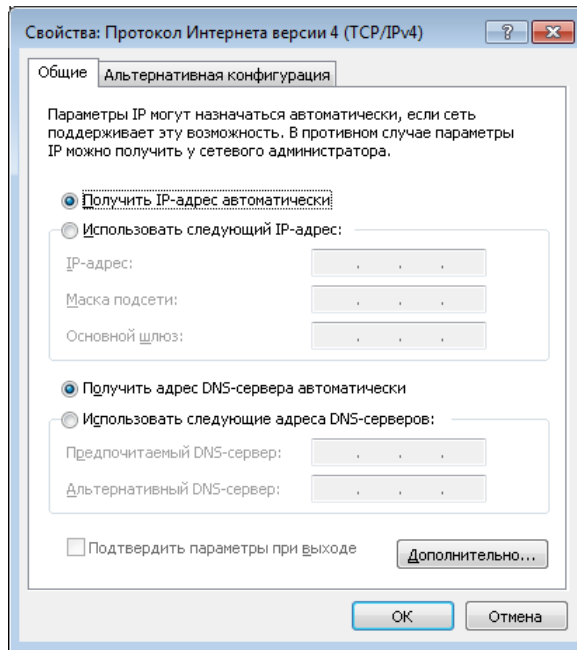 Свойства: Протокол Интернета версии 4 (TCP/IPv4)
Общие
Альтернативная конфигурация
Параметры IP могут назначаться автоматически, если сеть
поддерживает эту возможность. В противном случае параметры
IP можно получить у сетевого администратора.
Получить IP-адрес автоматически
Использовать следующий IP-адрес:
IP-адрес:
Маска подсети:
Основной шлюз:
Получить адрес DNS-сервера автоматически
Использовать следующие адреса DNS-серверов:
Предпочитаемый DNS-сервер:
Альтернативный DNS-сервер:
Подтвердить параметры при выходе
Дополнительно...
ОК
Отмена